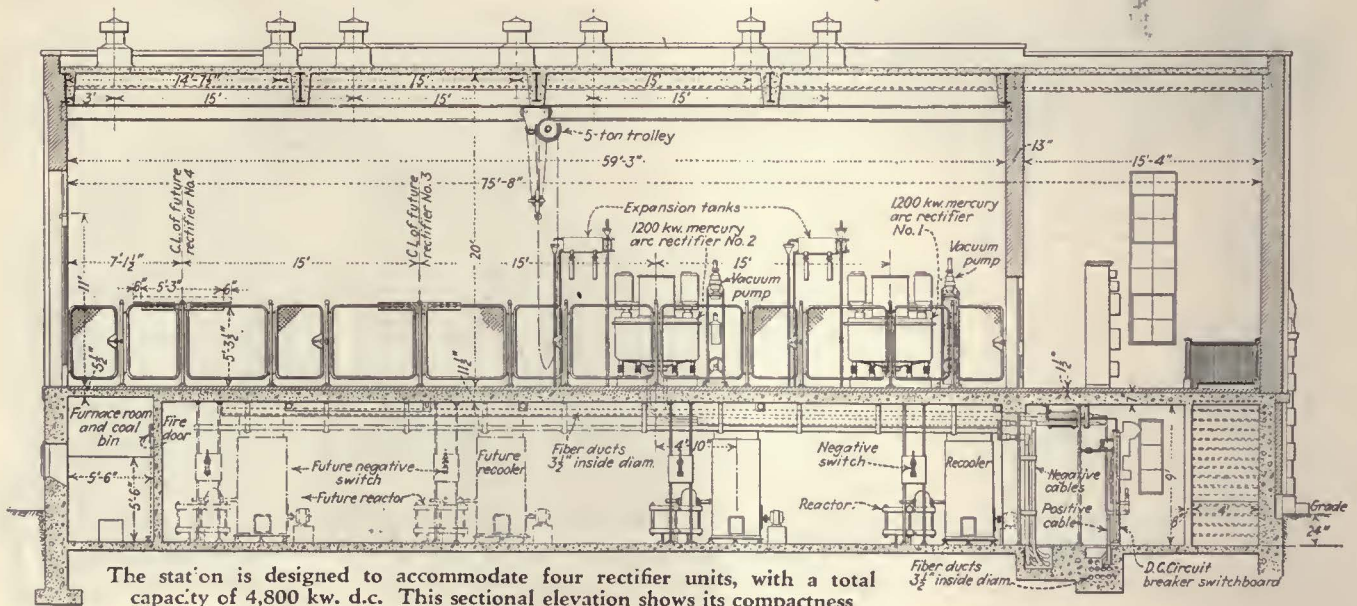 14'-7½"
15'
15'
3'
15'
15'
15'
15'
5-ton trolley
59'-3"
13"
15'-4"
75'-8"
C.L. of future
rectifier No.4
C.L. of future
rectifier No.3
20'
Expansion tanks
1200 kw. mercury
arc rectifier No.2
1200 kw. mercury
arc rectifier
No.1
Vacuum
pump
Vacuum
pump
7'-1½"
15'
15'
15'
11'
6"
5'-3"
6"
5'-3½"
5½"
11½"
1½"
7"
Furnace room
and coal
bin
Fire
door
5'-6"
5'-6"
Future negative
switch
Future reactor
Future
recooler
Fiber ducts
3½" inside diam.
4'-10"
Negative
switch
Reactor
Recooler
Negative
cables
Positive
cable
9'
8"
4'
Grade
24"
Fiber ducts
3½" inside diam.
D.C. Circuit
breaker switchboard
The station is designed to accommodate four rectifier units, with a total
capacity of 4,800 kw. d.c. This sectional elevation shows its compactness